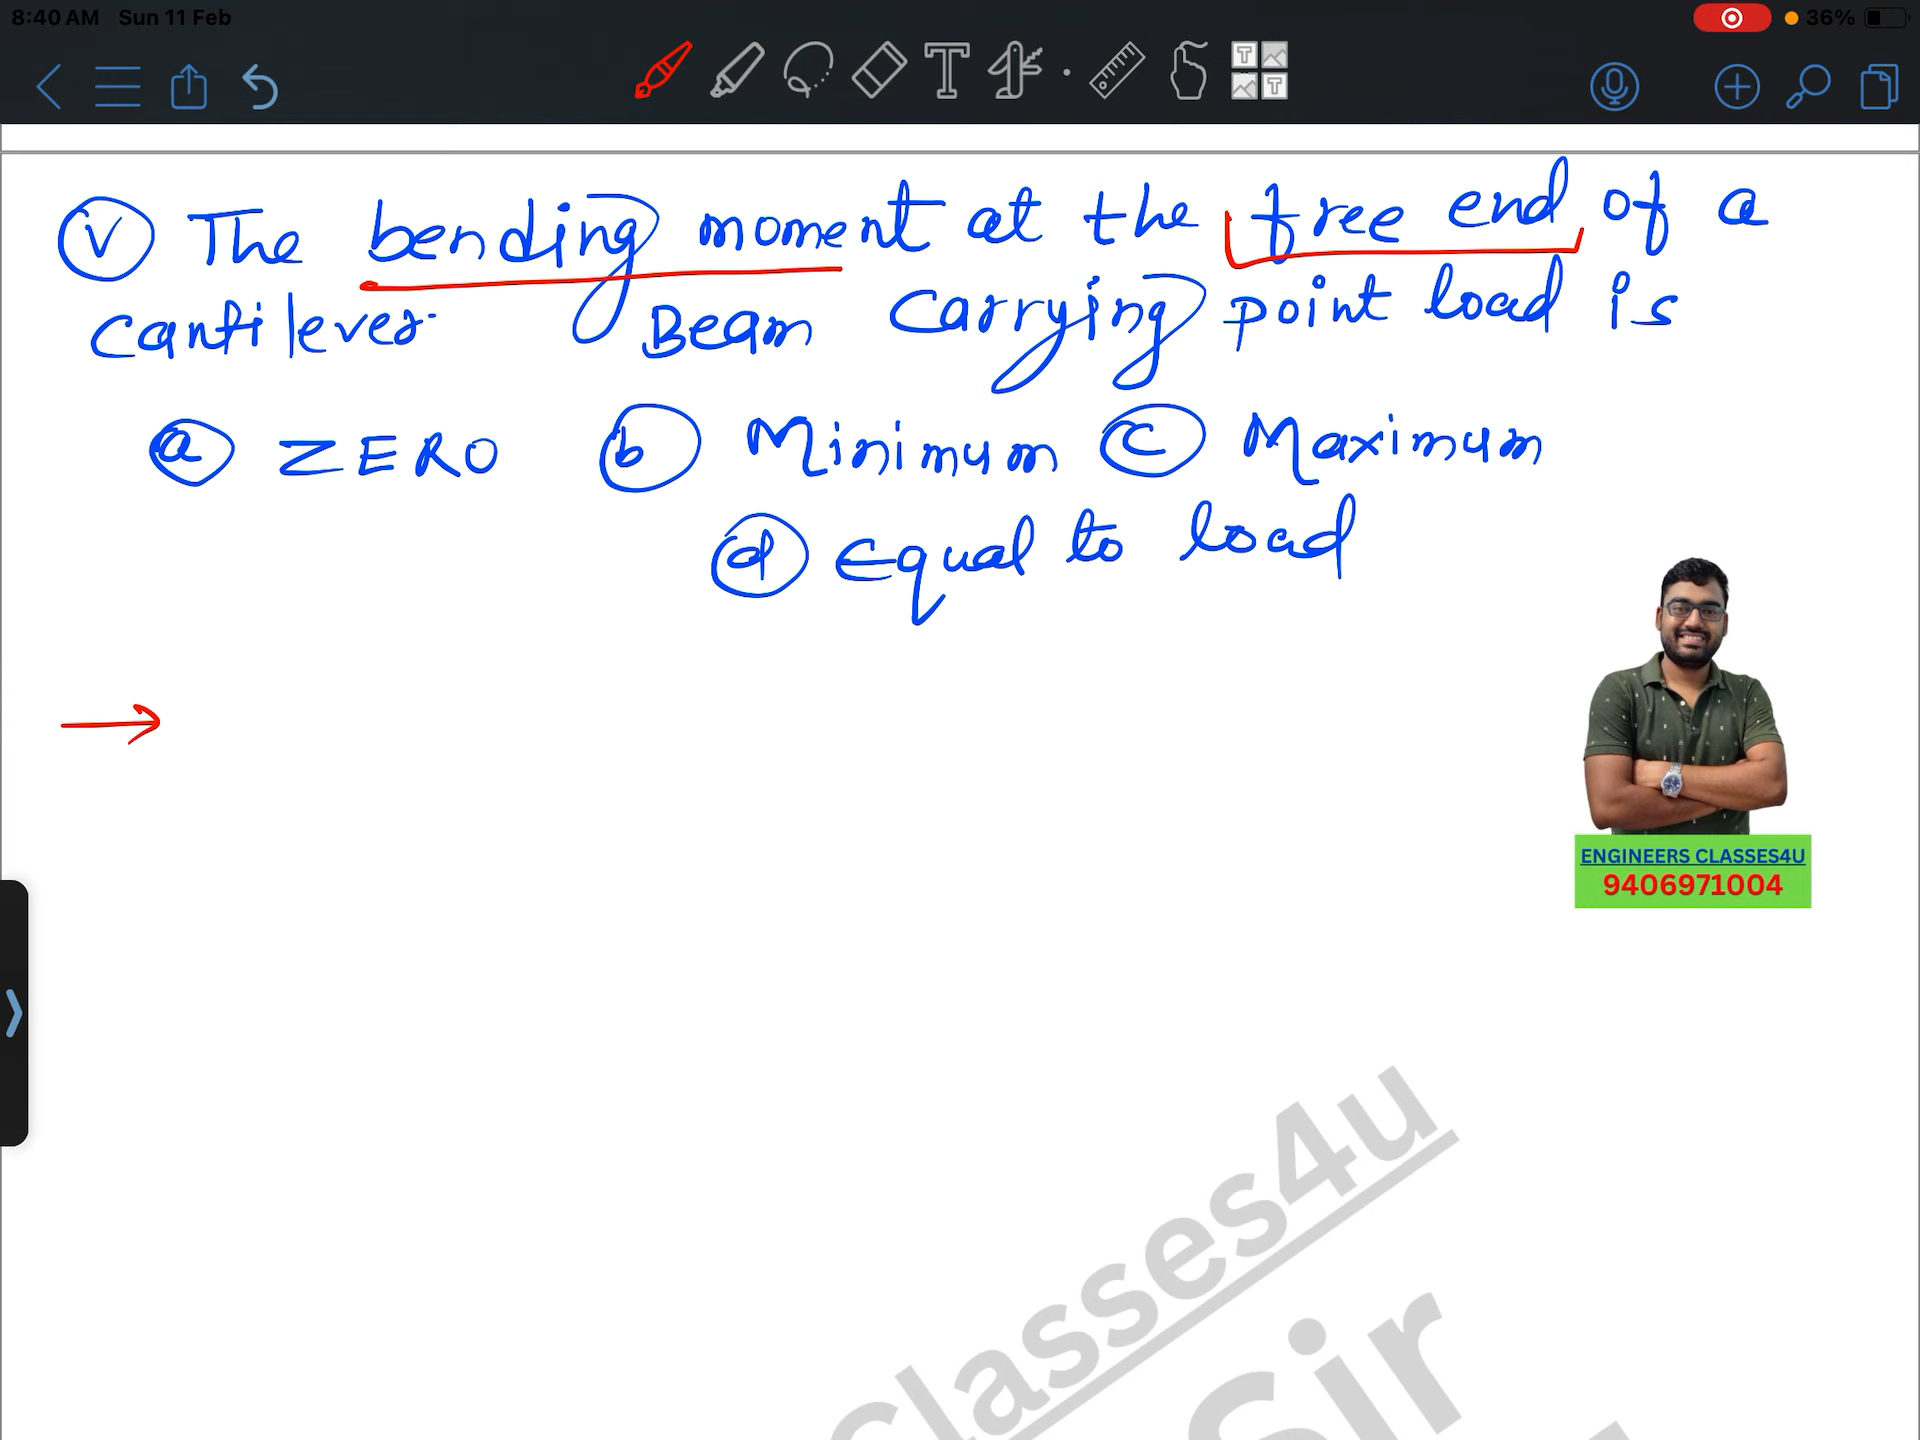 8:40 AM Sun 11 Feb
36%
(v) The bending moment at the free end of a
cantilever Beam carrying point load is
(a) ZERO (b) Minimum (c) Maximum
(d) Equal to load
ENGINEERS CLASSES4U
9406971004
Classes4u
Sir